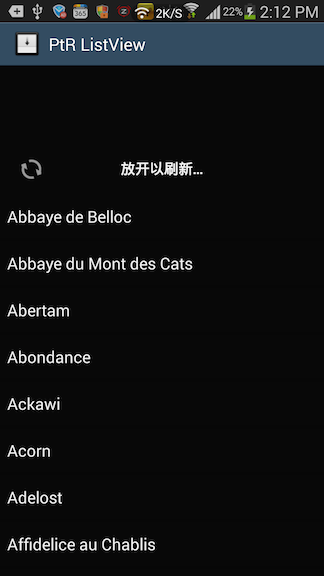 365 2K/S 22% 2:12 PM
PtR ListView
放开以刷新...
Abbaye de Belloc
Abbaye du Mont des Cats
Abertam
Abondance
Ackawi
Acorn
Adelost
Affidelice au Chablis